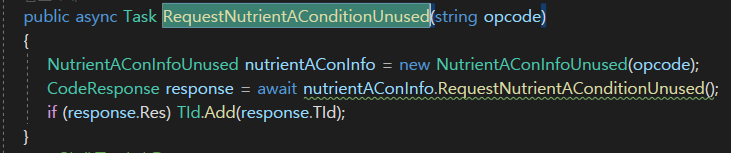 public async Task RequestNutrientAConditionUnused(string opcode)
{
NutrientAConInfoUnused nutrientAConInfo = new NutrientAConInfoUnused(opcode);
CodeResponse response = await nutrientAConInfo.RequestNutrientAConditionUnused();
if (response.Res) TId.Add(response.TId);
}